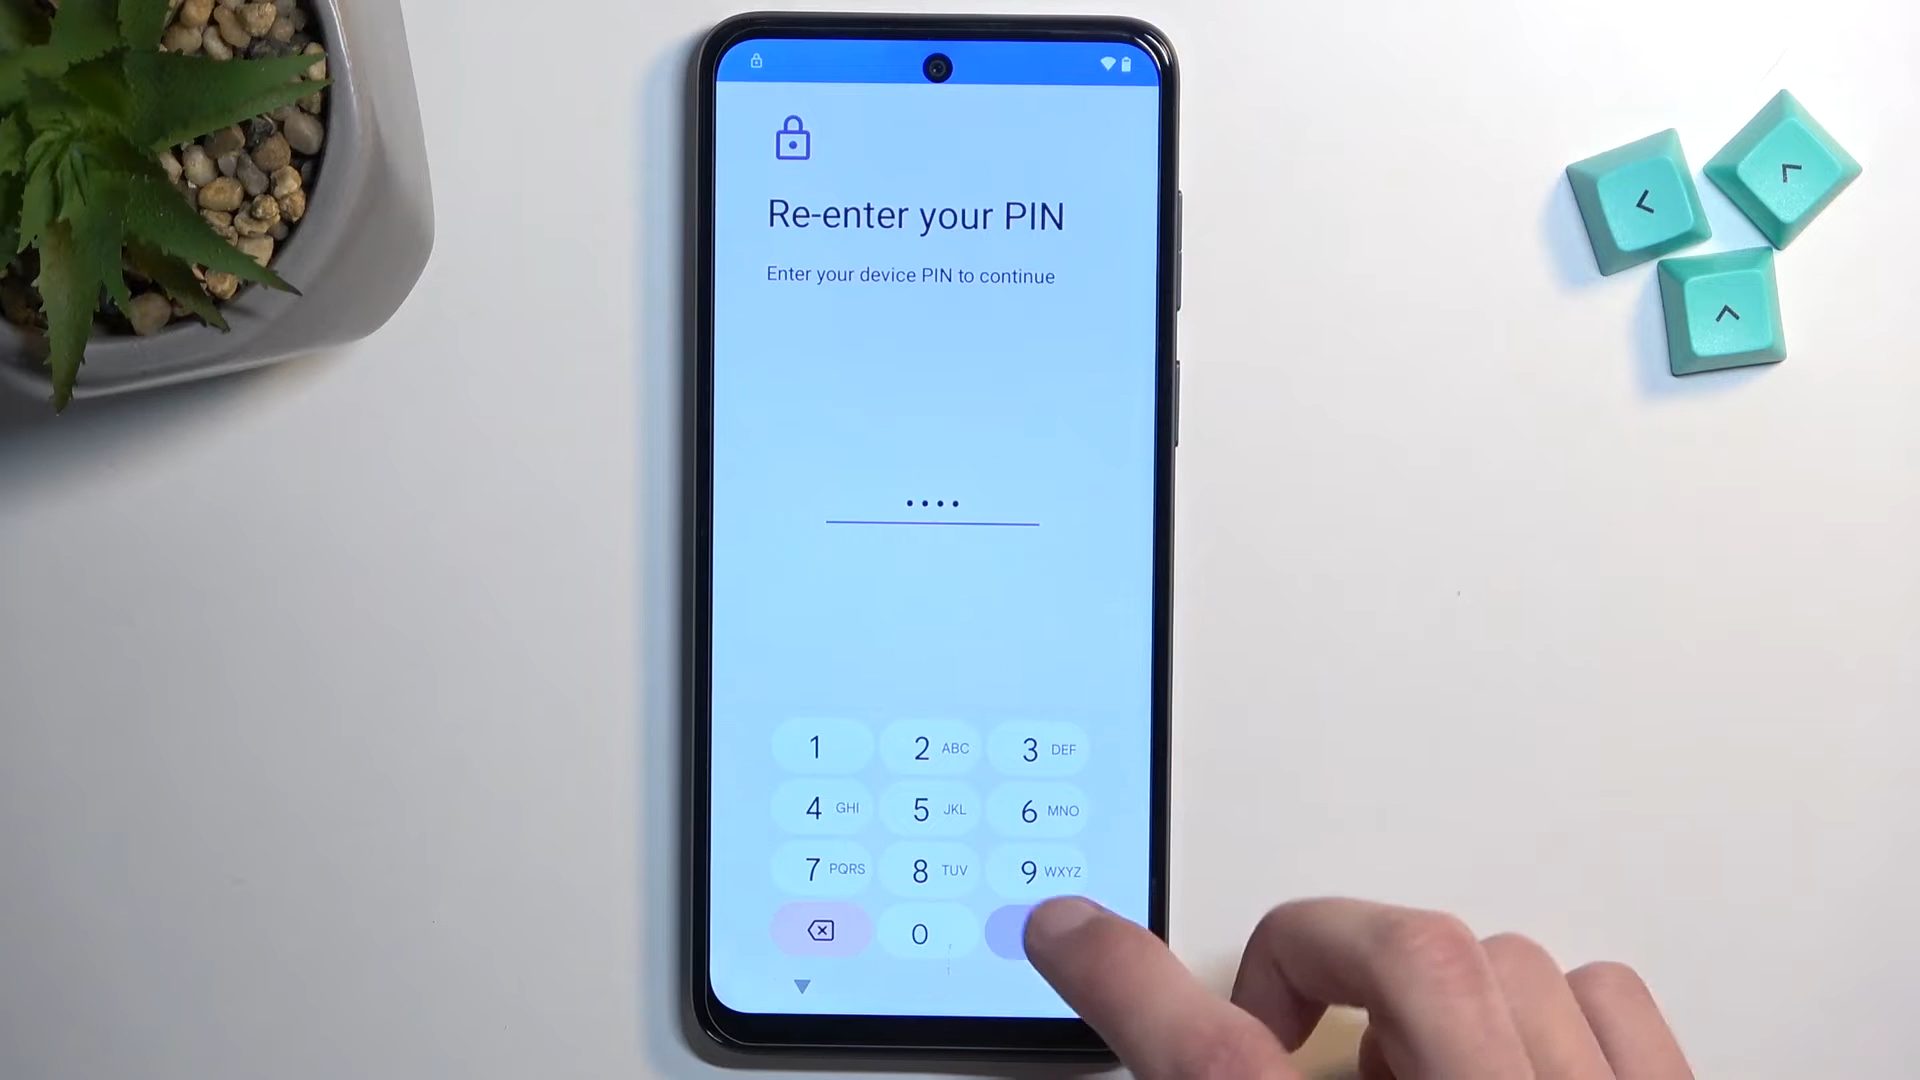 Re-enter your PIN
Enter your device PIN to continue
1
2 ABC
3 DEF
4 GHI
5 JKL
6 MNO
7 PQRS
8 TUV
9 WXYZ
0